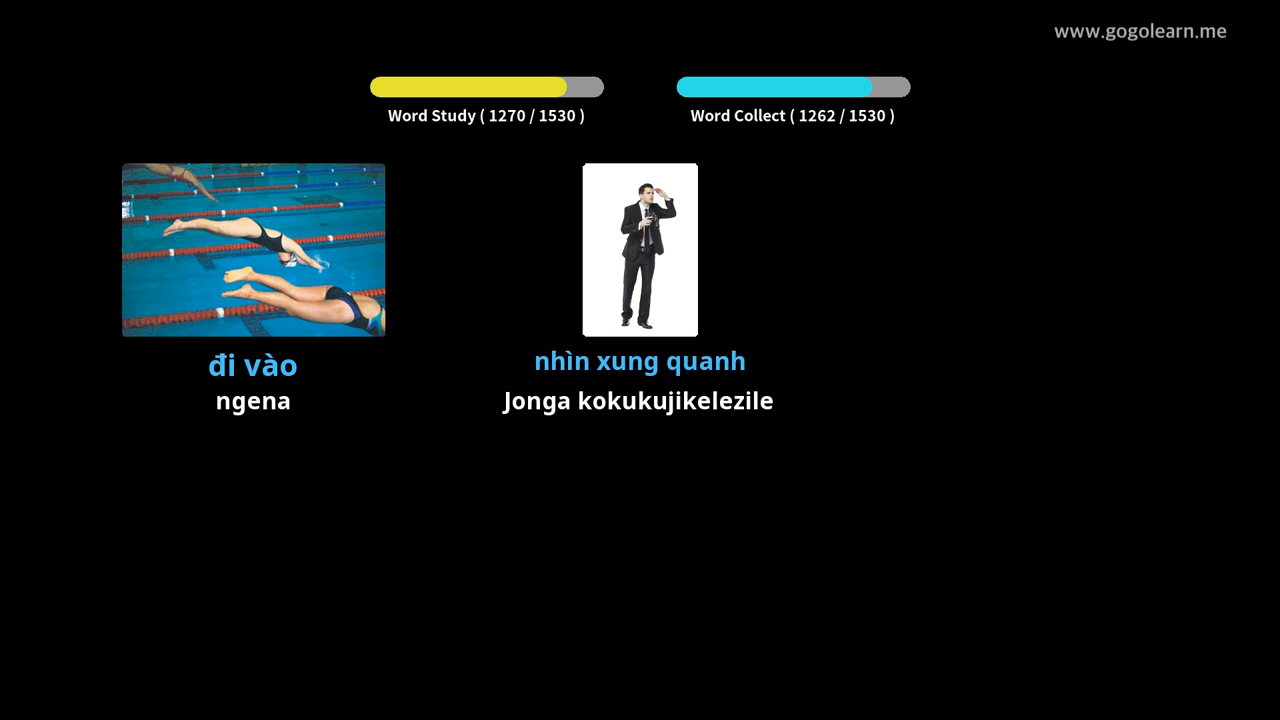 www.gogolearn.me
Word Study ( 1270 / 1530 )
Word Collect ( 1262 / 1530 )
đi vào
ngena
nhìn xung quanh
Jonga kokukujikelezile